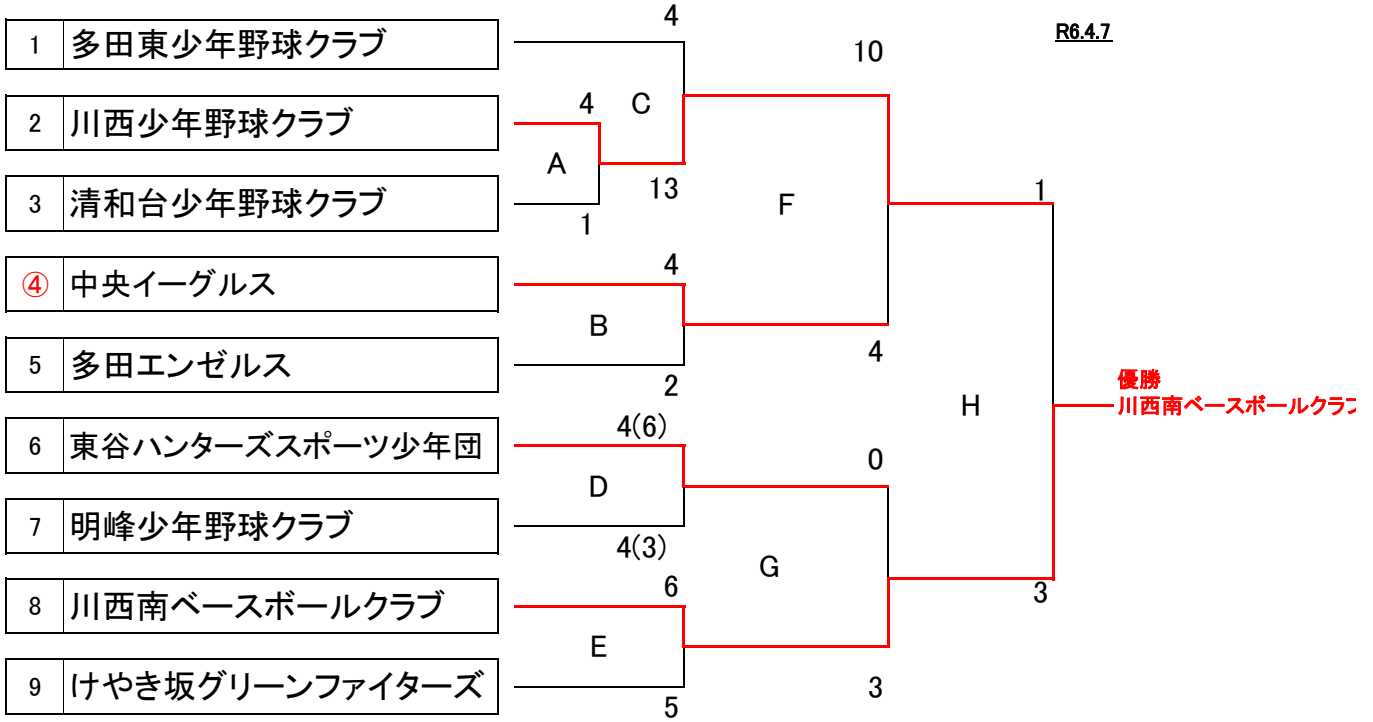 R6.4.7
1 多田東少年野球クラブ
2 川西少年野球クラブ
3 清和台少年野球クラブ
④ 中央イーグルス
5 多田エンゼルス
6 東谷ハンターズスポーツ少年団
7 明峰少年野球クラブ
8 川西南ベースボールクラブ
9 けやき坂グリーンファイターズ
4
C
4
A
13
1
4
B
2
4(6)
D
4(3)
6
E
5
10
F
4
0
G
3
1
H
3
優勝
川西南ベースボールクラブ